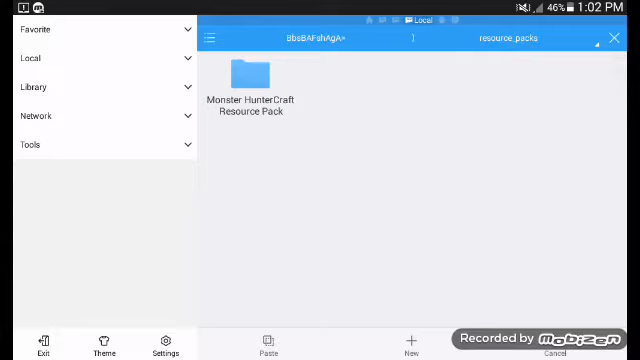 46% 1:02 PM
Local
BbsBAFshAgA=
resource_packs
Favorite
Local
Library
Network
Tools
Monster HunterCraft
Resource Pack
Exit
Theme
Settings
Paste
New
Cancel
Recorded by mobizen